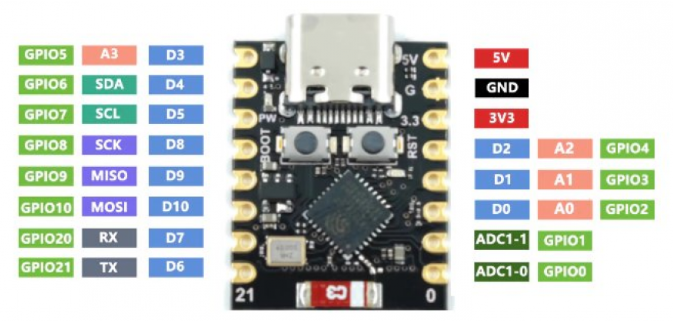 GPIO5 A3 D3 5V 5V
GPIO6 SDA D4 G GND
GPIO7 SCL D5 PW 3.3 3V3
GPIO8 SCK D8 BOOT RST D2 A2 GPIO4
GPIO9 MISO D9 D1 A1 GPIO3
GPIO10 MOSI D10 D0 A0 GPIO2
GPIO20 RX D7 ADC1-1 GPIO1
GPIO21 TX D6 ADC1-0 GPIO0
21 C3 0